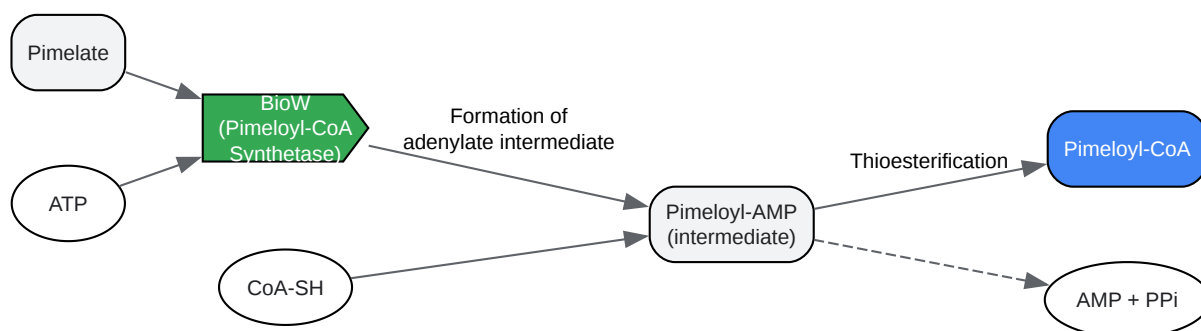 Pimelate
BioW
(Pimeloyl-CoA
Synthetase)
ATP
Formation of
adenylate intermediate
CoA-SH
Pimeloyl-AMP
(intermediate)
Thioesterification
Pimeloyl-CoA
AMP + PPi